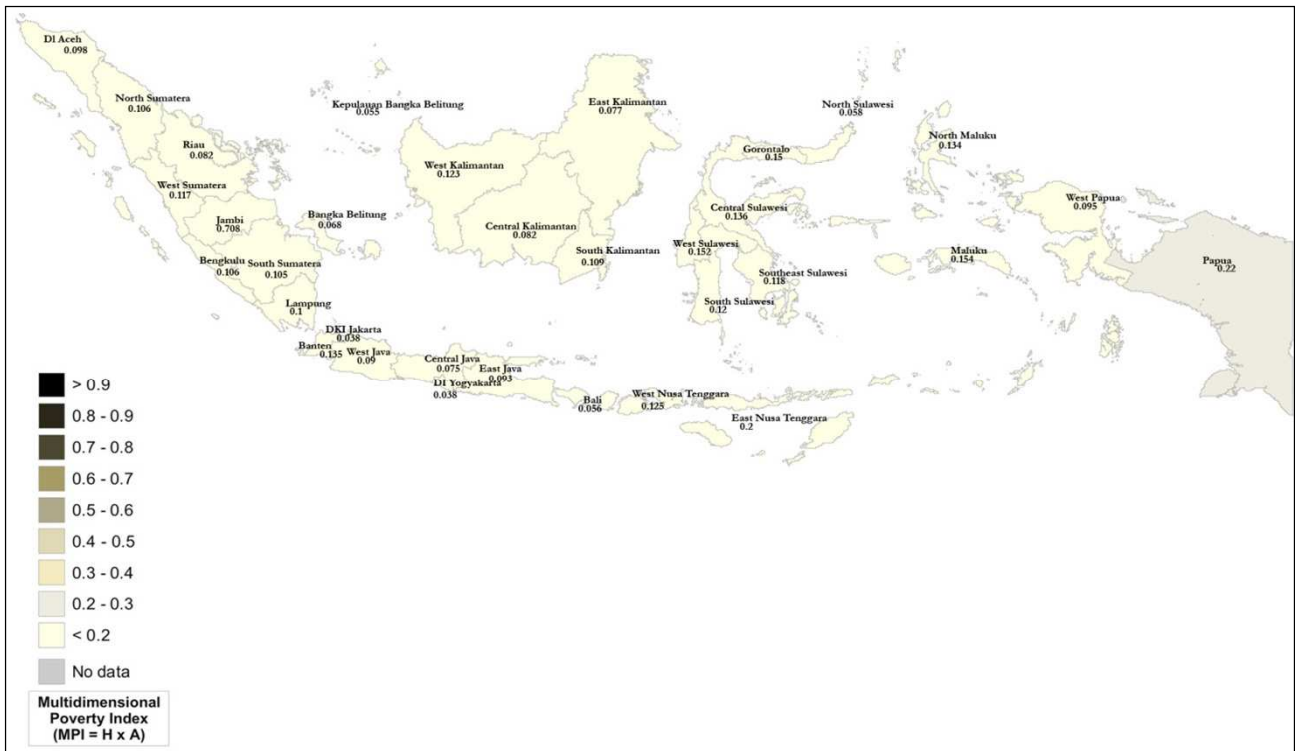 DI Aceh
0.098
North Sumatera
0.106
Kepulauan Bangka Belitung
0.055
East Kalimantan
0.077
North Sulawesi
0.058
North Maluku
0.134
Riau
0.082
Gorontalo
0.15
West Kalimantan
0.123
West Sumatera
0.117
West Papua
0.095
Central Sulawesi
0.136
Bangka Belitung
0.068
Jambi
0.708
Central Kalimantan
0.082
West Sulawesi
0.152
South Kalimantan
0.109
Maluku
0.154
Papua
0.22
Bengkulu
0.106
South Sumatera
0.105
Southeast Sulawesi
0.118
Lampung
0.1
South Sulawesi
0.12
DKI Jakarta
0.038
Banten
0.135
West Java
0.09
Central Java
0.075
East Java
0.093
DI Yogyakarta
0.038
Bali
0.056
West Nusa Tenggara
0.125
East Nusa Tenggara
0.2
> 0.9
0.8 - 0.9
0.7 - 0.8
0.6 - 0.7
0.5 - 0.6
0.4 - 0.5
0.3 - 0.4
0.2 - 0.3
< 0.2
No data
Multidimensional
Poverty Index
(MPI = H x A)